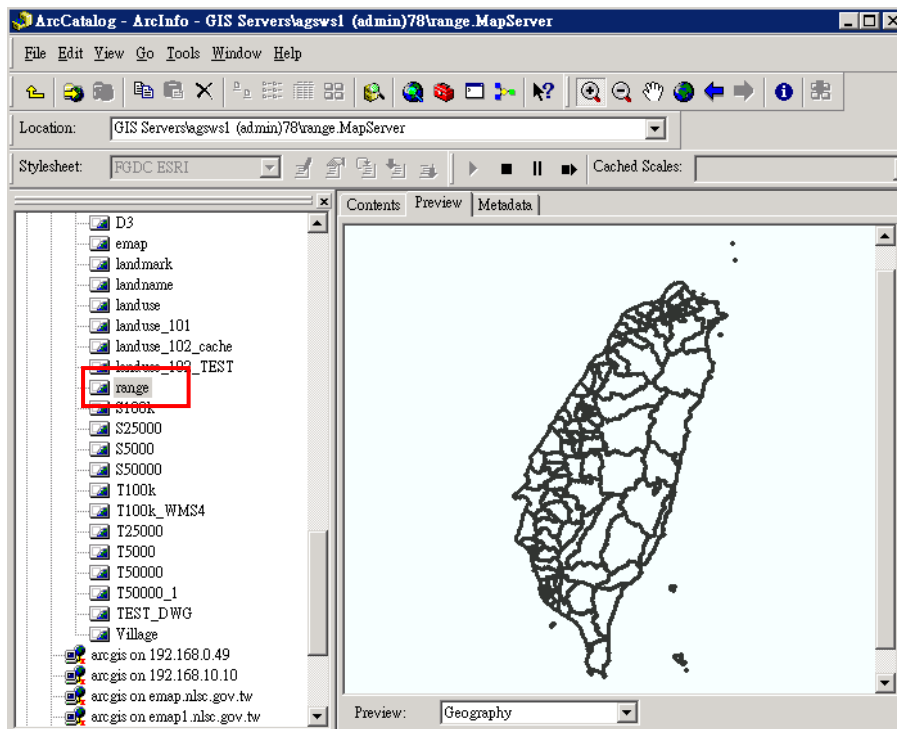 ArcCatalog - ArcInfo - GIS Servers\agsws1 (admin)78\range.MapServer
File Edit View Go Tools Window Help
Location: GIS Servers\agsws1 (admin)78\range.MapServer
Stylesheet: FGDC ESRI Cached Scales:
Contents Preview Metadata
D3
emap
landmark
landname
landuse
landuse_101
landuse_102_cache
landuse_102_TEST
range
S100k
S25000
S5000
S50000
T100k
T100k_WMS4
T25000
T5000
T50000
T50000_1
TEST_DWG
Village
arcgis on 192.168.0.49
arcgis on 192.168.10.10
arcgis on emap.nlsc.gov.tw
arcgis on emap1.nlsc.gov.tw
Preview: Geography